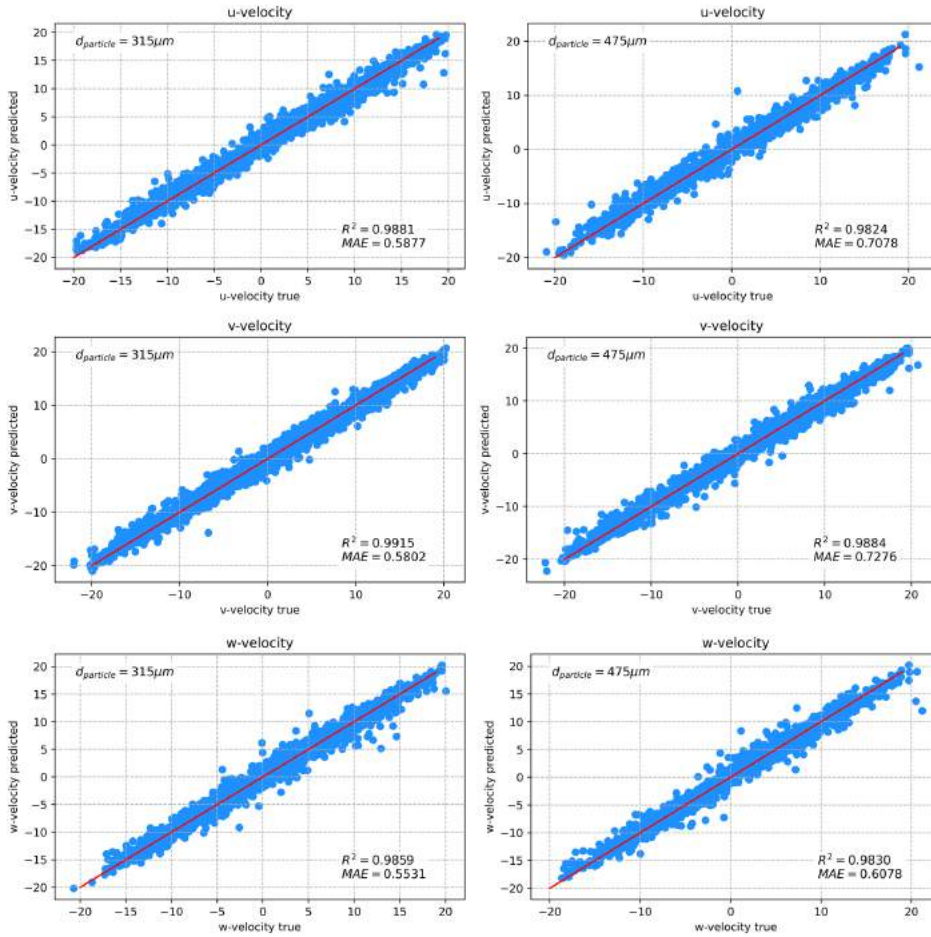 u-velocity
d_particle = 315μm
20
15
10
5
0
−5
−10
−15
−20
u-velocity predicted
R² = 0.9881
MAE = 0.5877
−20 −15 −10 −5 0 5 10 15 20
u-velocity true
u-velocity
d_particle = 475μm
20
10
0
−10
−20
u-velocity predicted
R² = 0.9824
MAE = 0.7078
−20 −10 0 10 20
u-velocity true
v-velocity
d_particle = 315μm
20
10
0
−10
−20
v-velocity predicted
R² = 0.9915
MAE = 0.5802
−20 −10 0 10 20
v-velocity true
v-velocity
d_particle = 475μm
20
10
0
−10
−20
v-velocity predicted
R² = 0.9884
MAE = 0.7276
−20 −10 0 10 20
v-velocity true
w-velocity
d_particle = 315μm
20
15
10
5
0
−5
−10
−15
−20
w-velocity predicted
R² = 0.9859
MAE = 0.5531
−20 −15 −10 −5 0 5 10 15 20
w-velocity true
w-velocity
d_particle = 475μm
20
15
10
5
0
−5
−10
−15
−20
w-velocity predicted
R² = 0.9830
MAE = 0.6078
−20 −10 0 10 20
w-velocity true